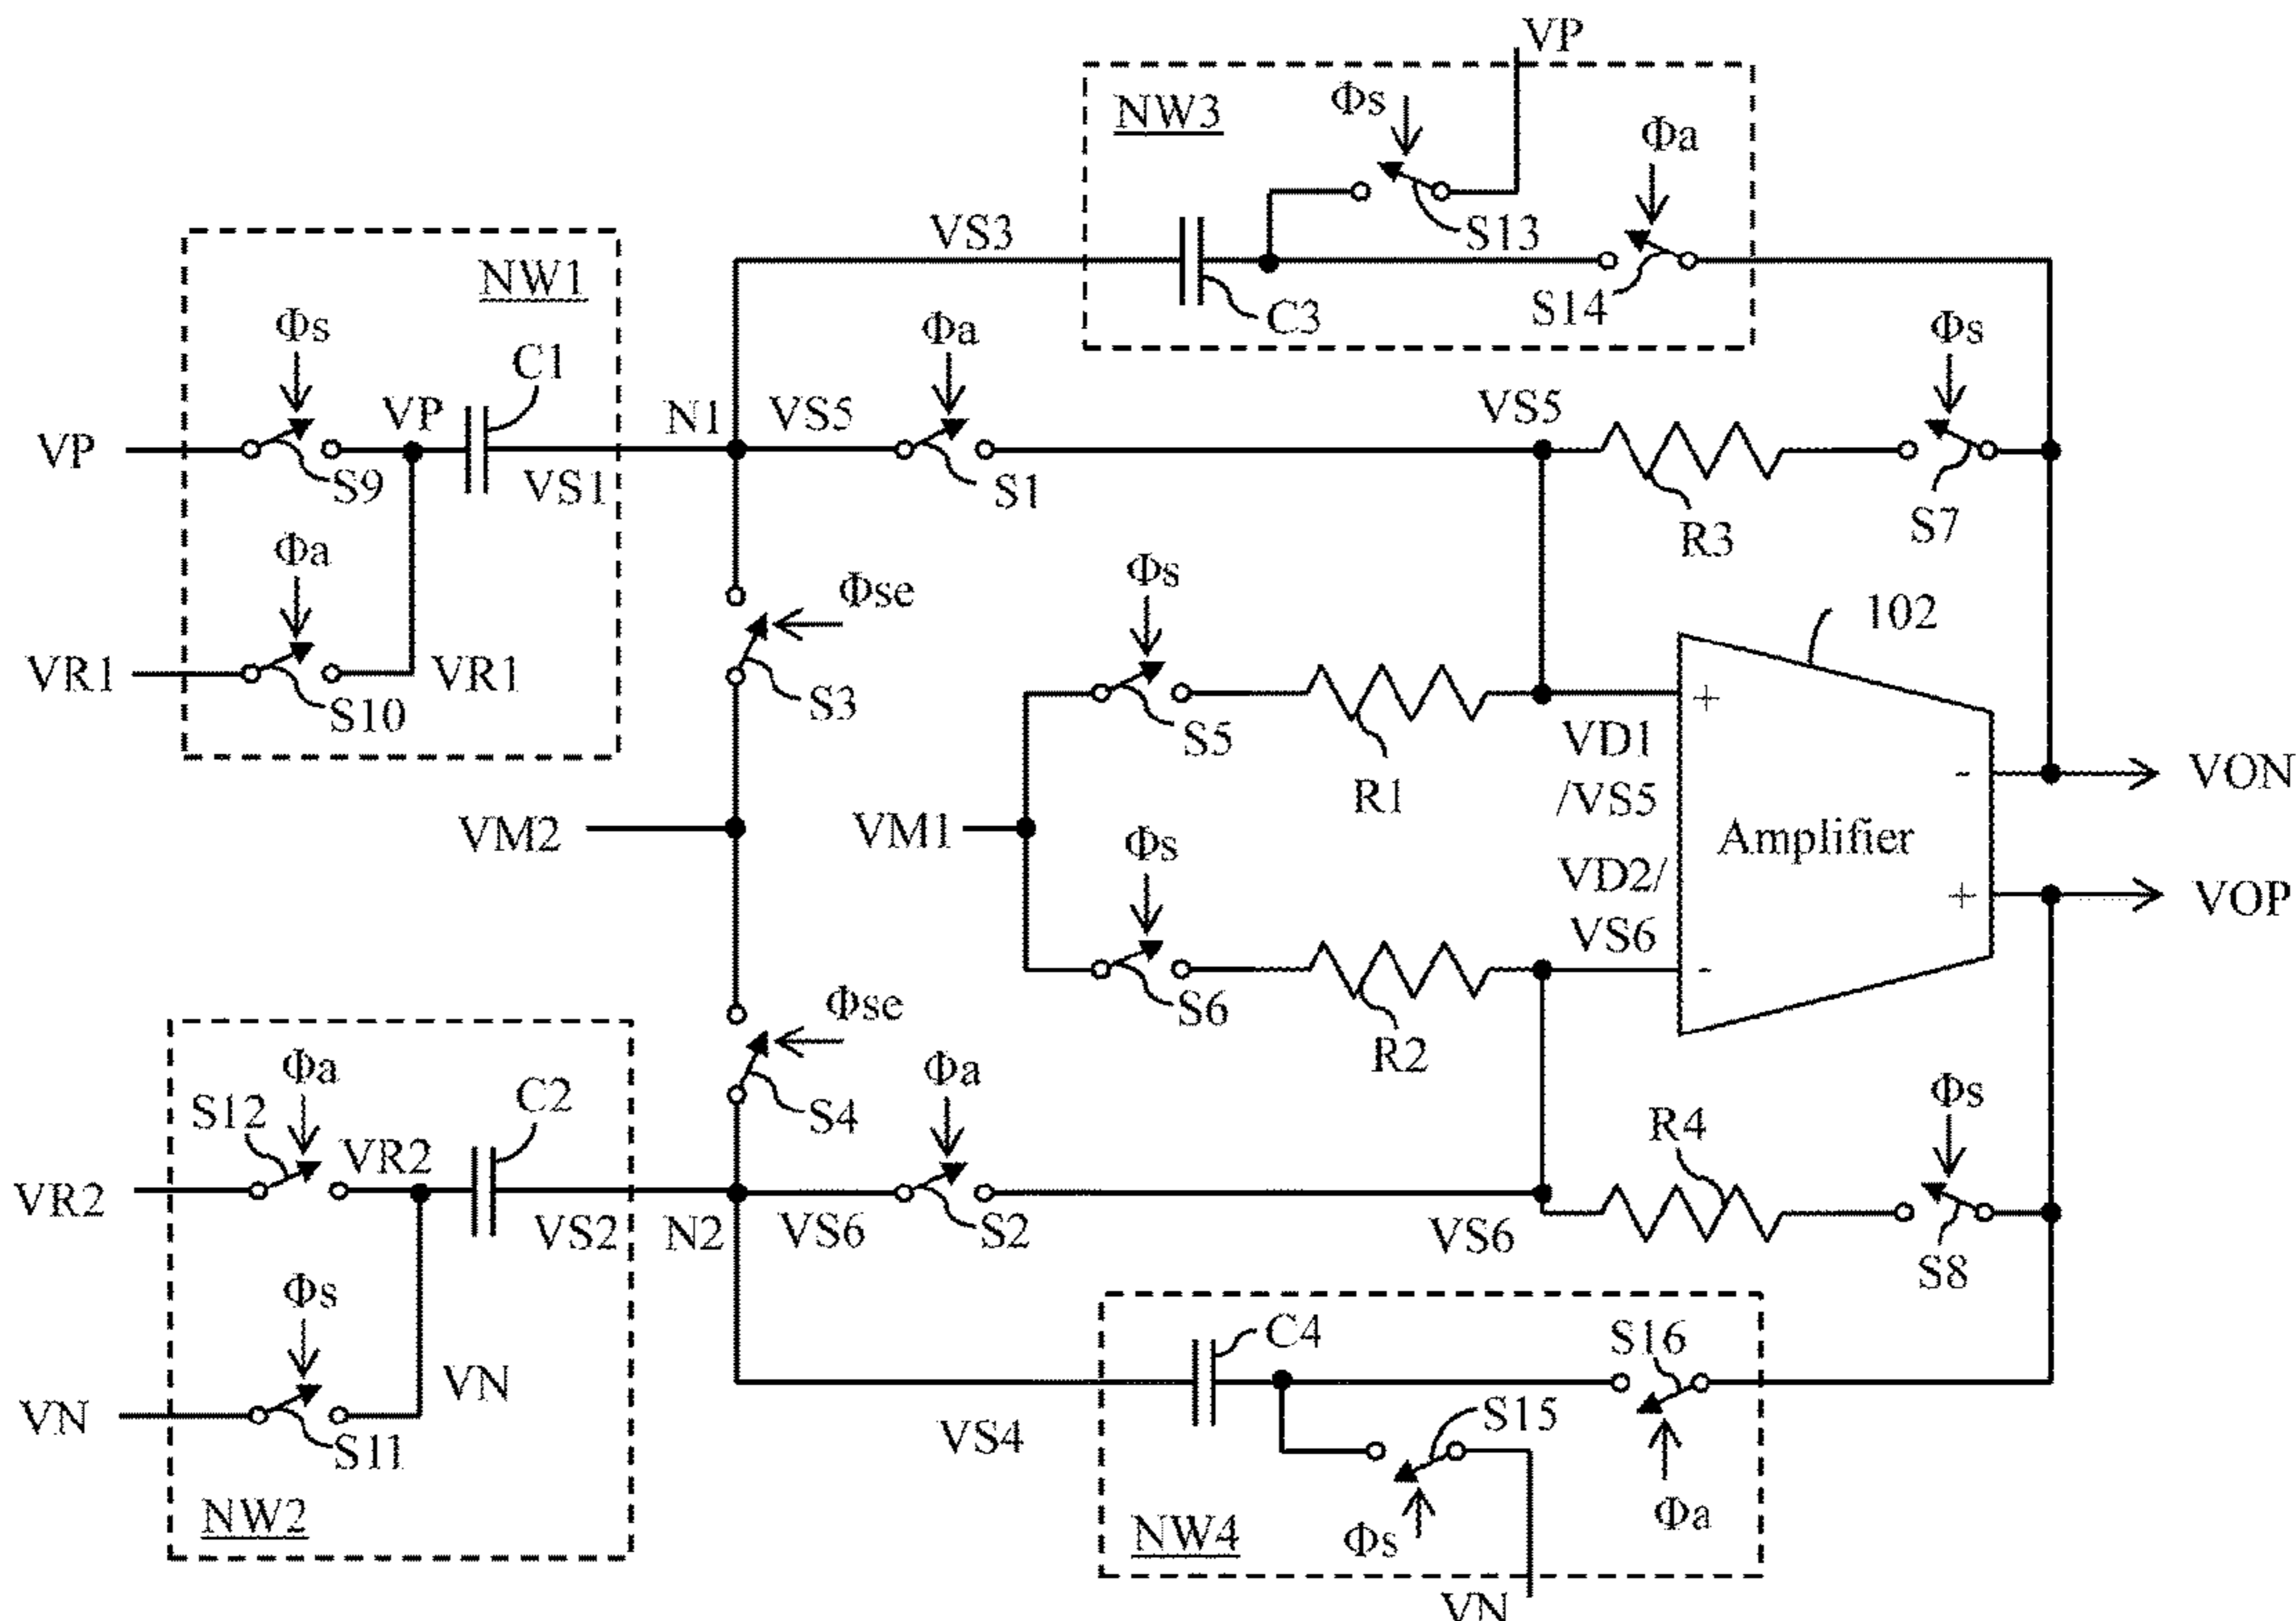 VP
NW3
Φs
Φa
S13
S14
C3
VS3
NW1
Φs
VP
C1
VP
S9
VS1
Φa
VR1
S10
VR1
N1
VS5
Φa
S1
VS5
R3
Φs
S7
Φse
S3
VM2
Φs
S5
R1
VM1
Φs
S6
R2
VD1
/VS5
VD2/
VS6
102
+
-
Amplifier
-
+
VON
VOP
Φse
S4
S12
Φa
VR2
C2
VR2
VS2
Φs
VN
S11
VN
NW2
N2
VS6
Φa
S2
VS6
R4
Φs
S8
VS4
C4
S16
S15
Φs
Φa
NW4
VN